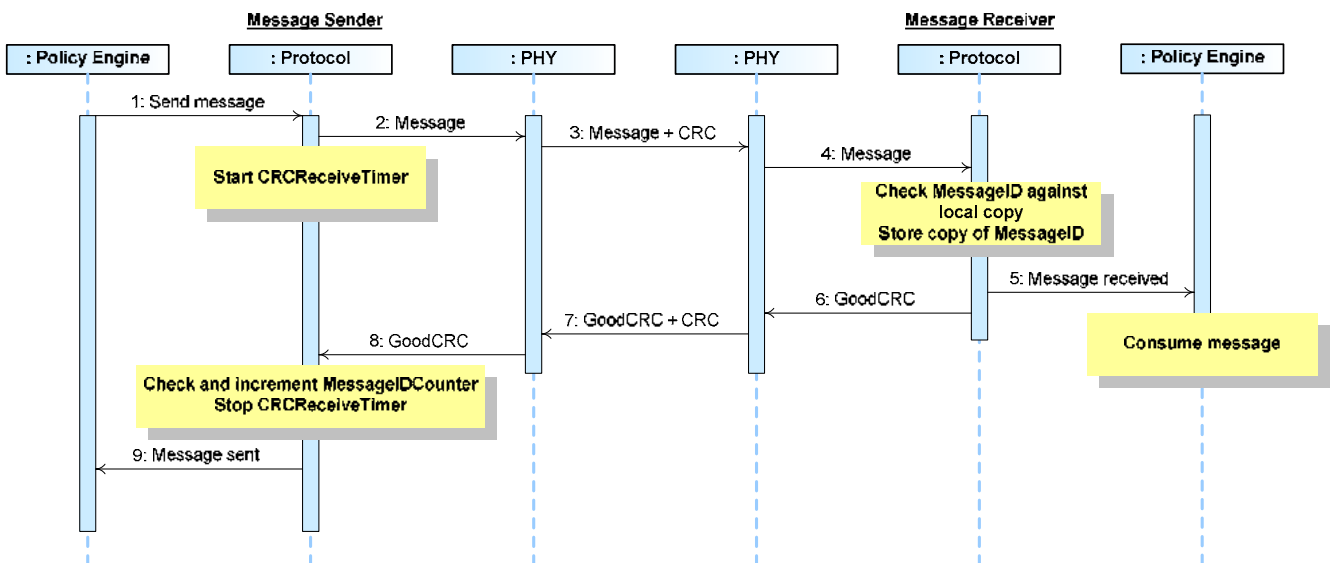 Message Sender
Message Receiver
: Policy Engine
: Protocol
: PHY
: PHY
: Protocol
: Policy Engine
1: Send message
2: Message
3: Message + CRC
4: Message
Start CRCReceiveTimer
Check MessageID against
local copy
Store copy of MessageID
5: Message received
6: GoodCRC
7: GoodCRC + CRC
8: GoodCRC
Consume message
Check and increment MessageIDCounter
Stop CRCReceiveTimer
9: Message sent